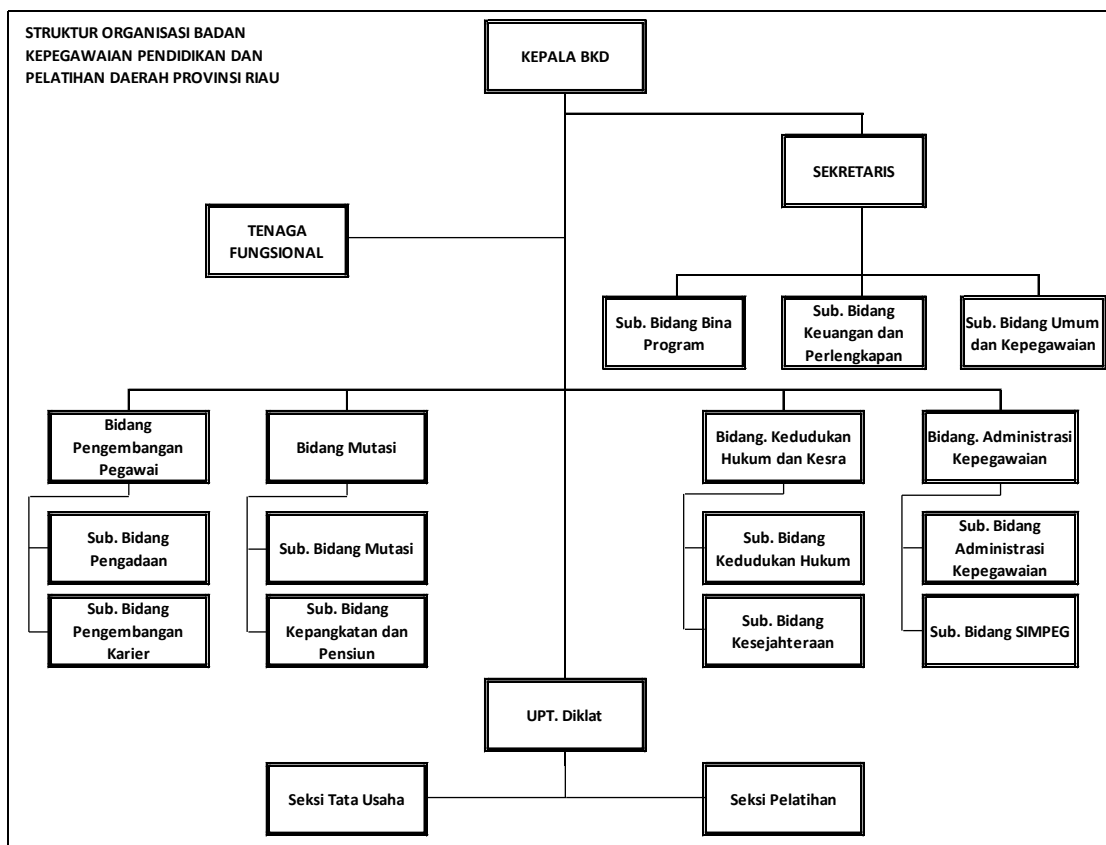 STRUKTUR ORGANISASI BADAN
KEPEGAWAIAN PENDIDIKAN DAN
PELATIHAN DAERAH PROVINSI RIAU
KEPALA BKD
SEKRETARIS
TENAGA
FUNGSIONAL
Sub. Bidang Bina
Program
Sub. Bidang
Keuangan dan
Perlengkapan
Sub. Bidang Umum
dan Kepegawaian
Bidang
Pengembangan
Pegawai
Bidang Mutasi
Bidang. Kedudukan
Hukum dan Kesra
Bidang. Administrasi
Kepegawaian
Sub. Bidang
Pengadaan
Sub. Bidang Mutasi
Sub. Bidang
Kedudukan Hukum
Sub. Bidang
Administrasi
Kepegawaian
Sub. Bidang
Pengembangan
Karier
Sub. Bidang
Kepangkatan dan
Pensiun
Sub. Bidang
Kesejahteraan
Sub. Bidang SIMPEG
UPT. Diklat
Seksi Tata Usaha
Seksi Pelatihan